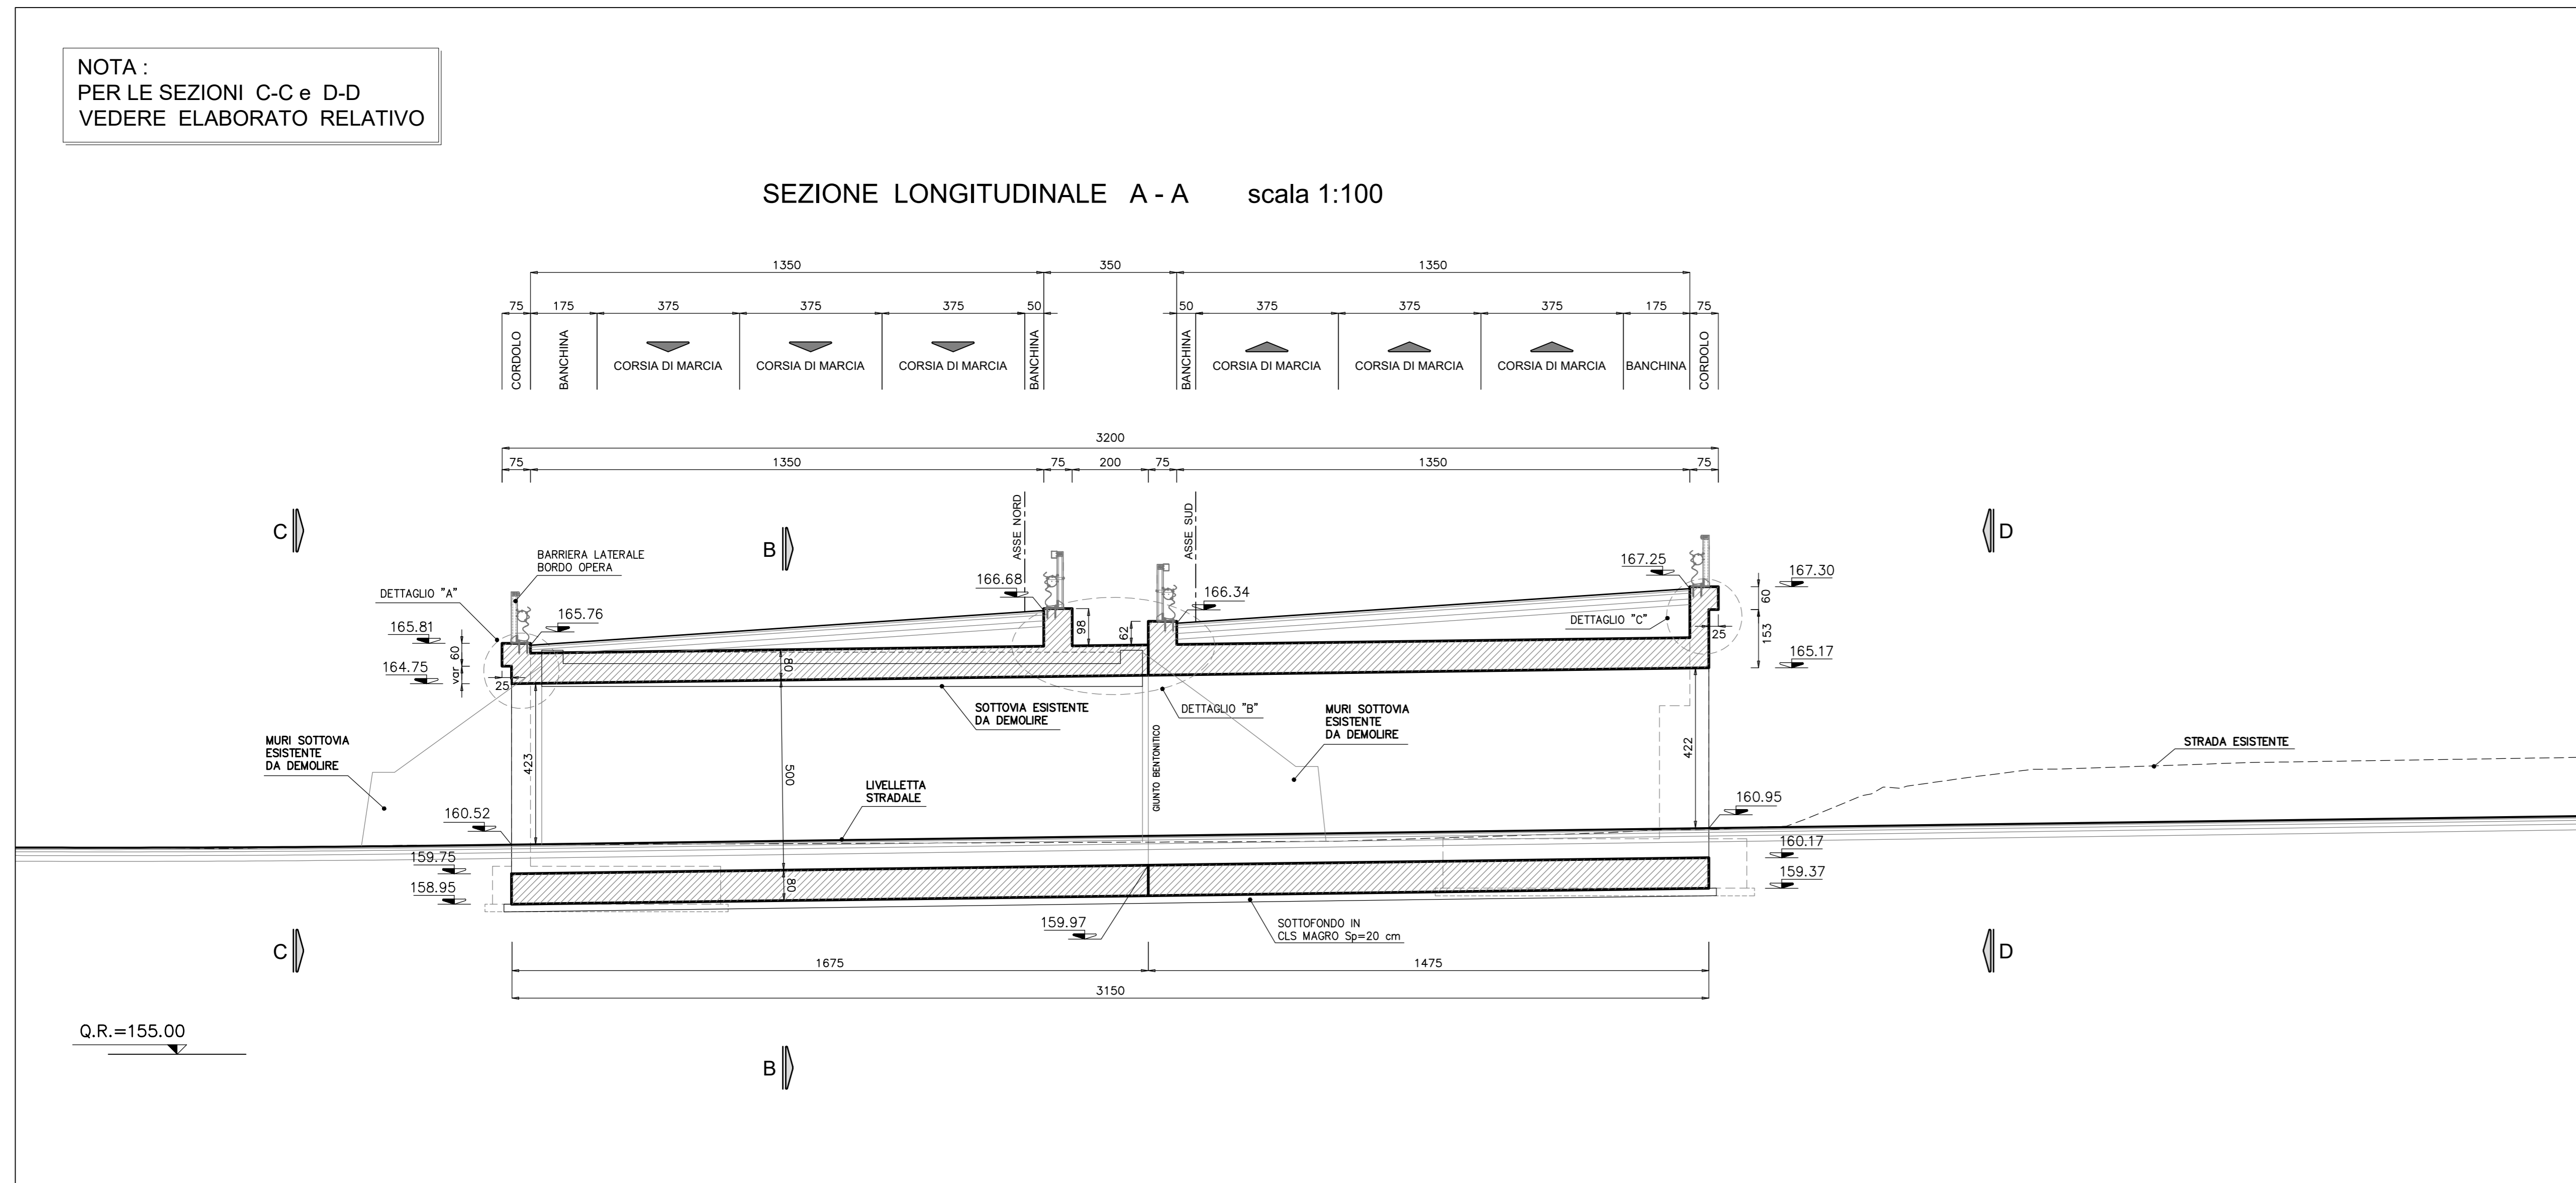 NOTA :
PER LE SEZIONI C-C e D-D
VEDERE ELABORATO RELATIVO
SEZIONE LONGITUDINALE A - A scala 1:100
1350 350 1350
75 175 375 375 375 50 50 375 375 375 175 75
CORDOLO
BANCHINA
CORSIA DI MARCIA
CORSIA DI MARCIA
CORSIA DI MARCIA
BANCHINA
BANCHINA
CORSIA DI MARCIA
CORSIA DI MARCIA
CORSIA DI MARCIA
BANCHINA
CORDOLO
3200
75 1350 75 200 75 1350 75
ASSE NORD
ASSE SUD
C
B
D
BARRIERA LATERALE
BORDO OPERA
DETTAGLIO "A"
165.81
165.76
164.75
var 60
25
166.68
166.34
98
62
80
167.25
167.30
60
153
25
165.17
DETTAGLIO "C"
DETTAGLIO "B"
SOTTOVIA ESISTENTE
DA DEMOLIRE
MURI SOTTOVIA
ESISTENTE
DA DEMOLIRE
MURI SOTTOVIA
ESISTENTE
DA DEMOLIRE
GIUNTO BENTONITICO
STRADA ESISTENTE
423
500
422
LIVELLETTA
STRADALE
160.52
160.95
159.75
158.95
80
160.17
159.37
159.97
SOTTOFONDO IN
CLS MAGRO Sp=20 cm
C
D
1675 1475
3150
Q.R.=155.00
B